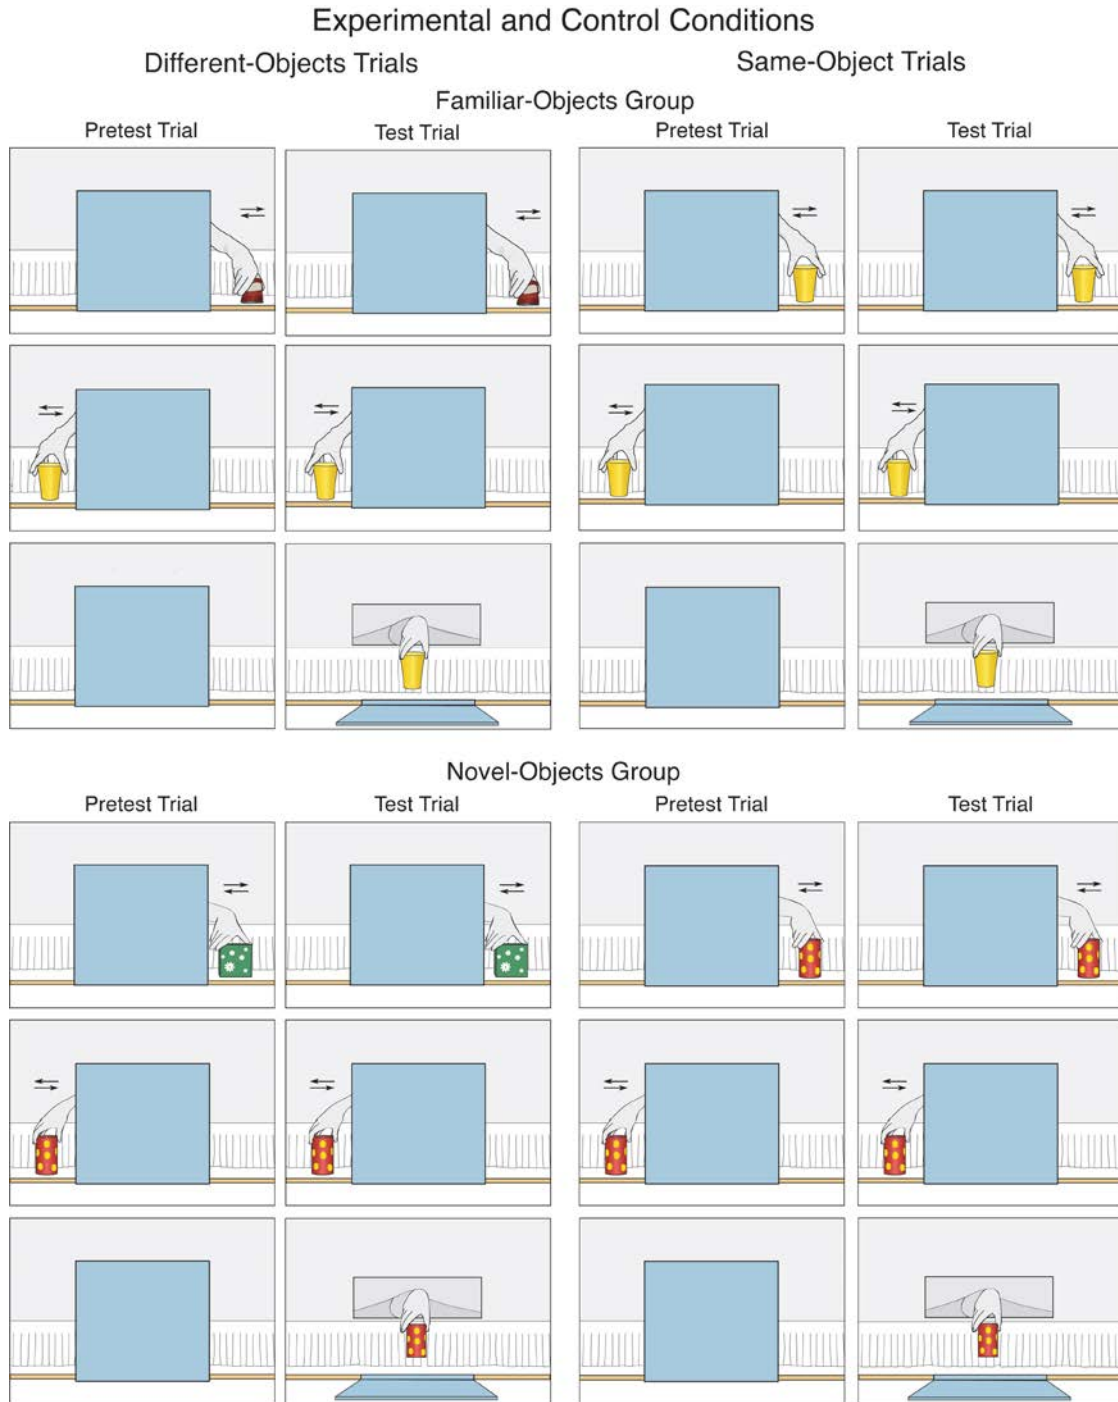 Experimental and Control Conditions
Different-Objects Trials
Same-Object Trials
Familiar-Objects Group
Pretest Trial
Test Trial
Pretest Trial
Test Trial
Novel-Objects Group
Pretest Trial
Test Trial
Pretest Trial
Test Trial